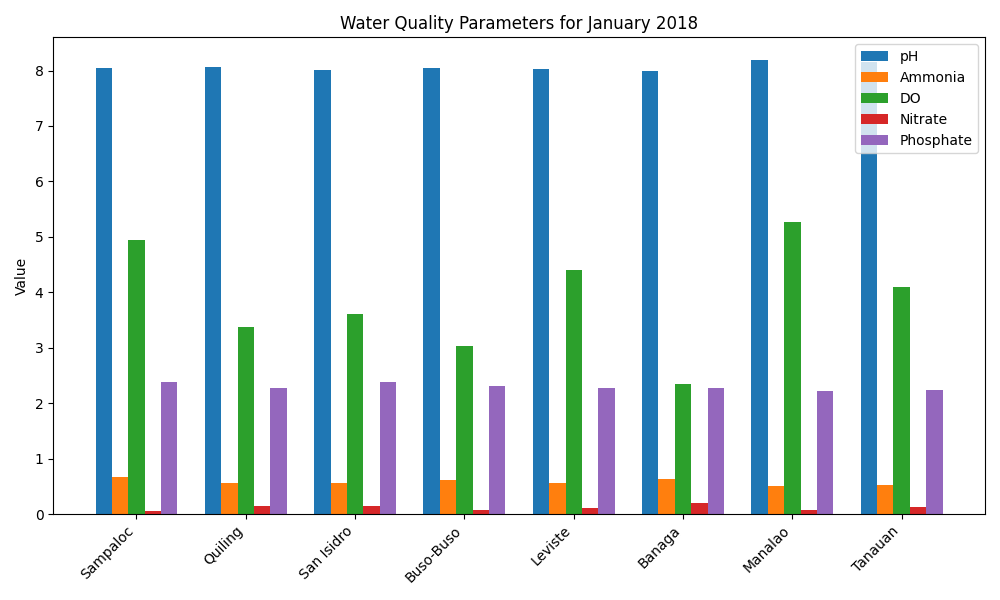 Water Quality Parameters for January 2018
pH
Ammonia
DO
Nitrate
Phosphate
Value
8
7
6
5
4
3
2
1
0
Sampaloc
Quiling
San Isidro
Buso-Buso
Leviste
Banaga
Manalao
Tanauan